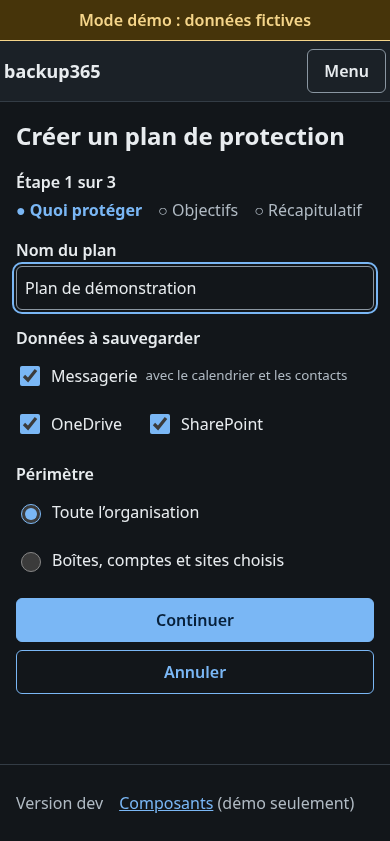 Mode démo : données fictives
backup365
Menu
Créer un plan de protection
Étape 1 sur 3
● Quoi protéger ○ Objectifs ○ Récapitulatif
Nom du plan
Plan de démonstration
Données à sauvegarder
Messagerie avec le calendrier et les contacts
OneDrive SharePoint
Périmètre
Toute l’organisation
Boîtes, comptes et sites choisis
Continuer
Annuler
Version dev Composants (démo seulement)